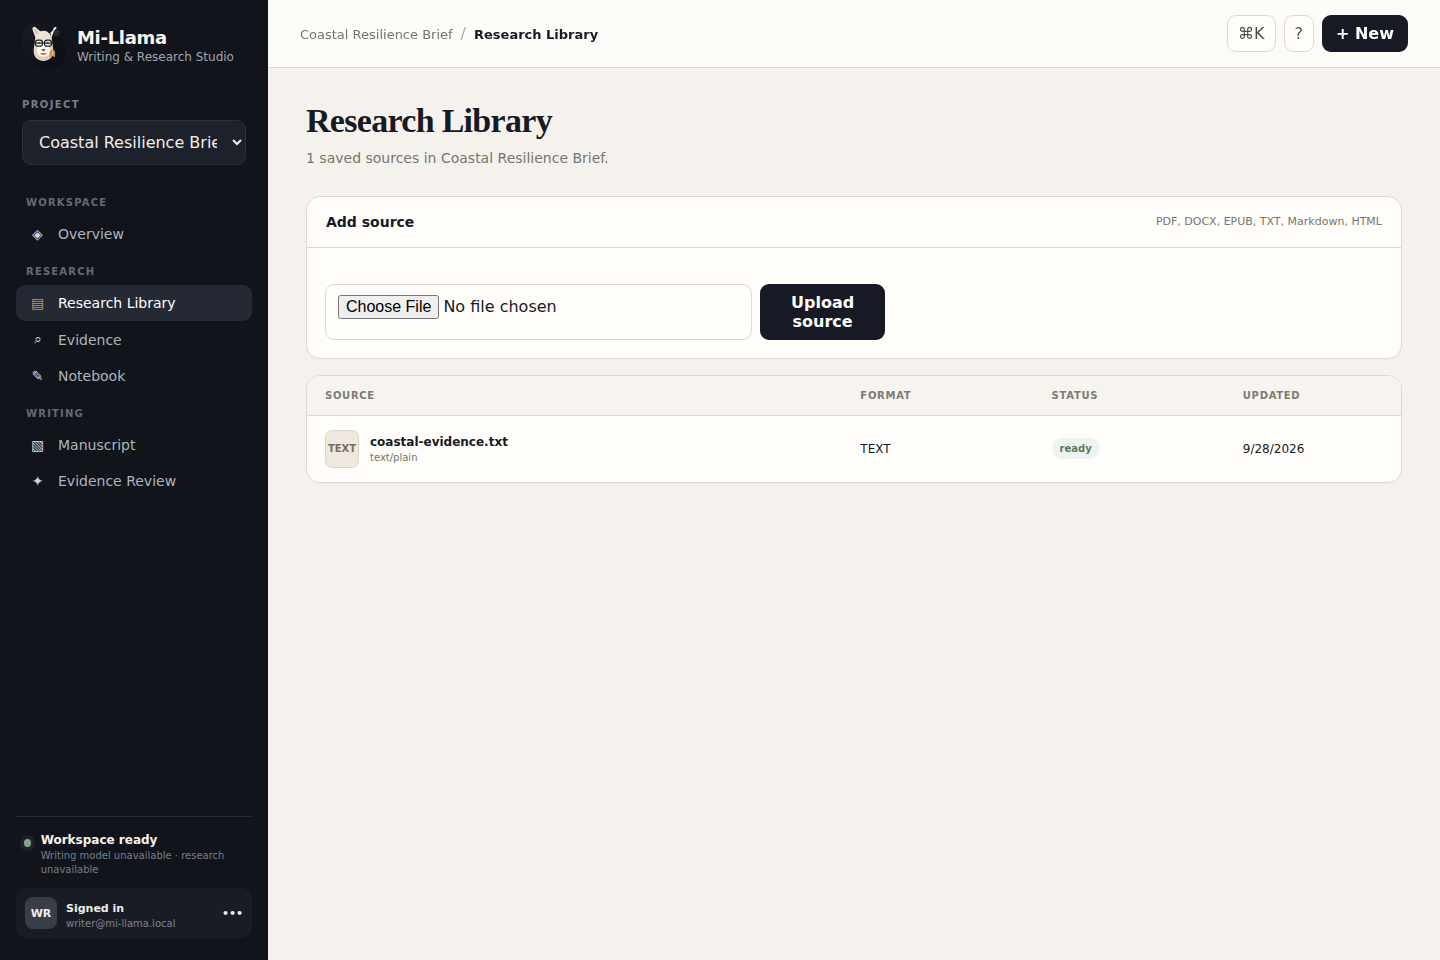 Mi-Llama
Writing & Research Studio
PROJECT
Coastal Resilience Brie
WORKSPACE
Overview
RESEARCH
Research Library
Evidence
Notebook
WRITING
Manuscript
Evidence Review
Workspace ready
Writing model unavailable · research
unavailable
WR
Signed in
writer@mi-llama.local
•••
Coastal Resilience Brief / Research Library
⌘K
?
+ New
Research Library
1 saved sources in Coastal Resilience Brief.
Add source
PDF, DOCX, EPUB, TXT, Markdown, HTML
Choose File No file chosen
Upload
source
SOURCE FORMAT STATUS UPDATED
TEXT coastal-evidence.txt TEXT ready 9/28/2026
text/plain